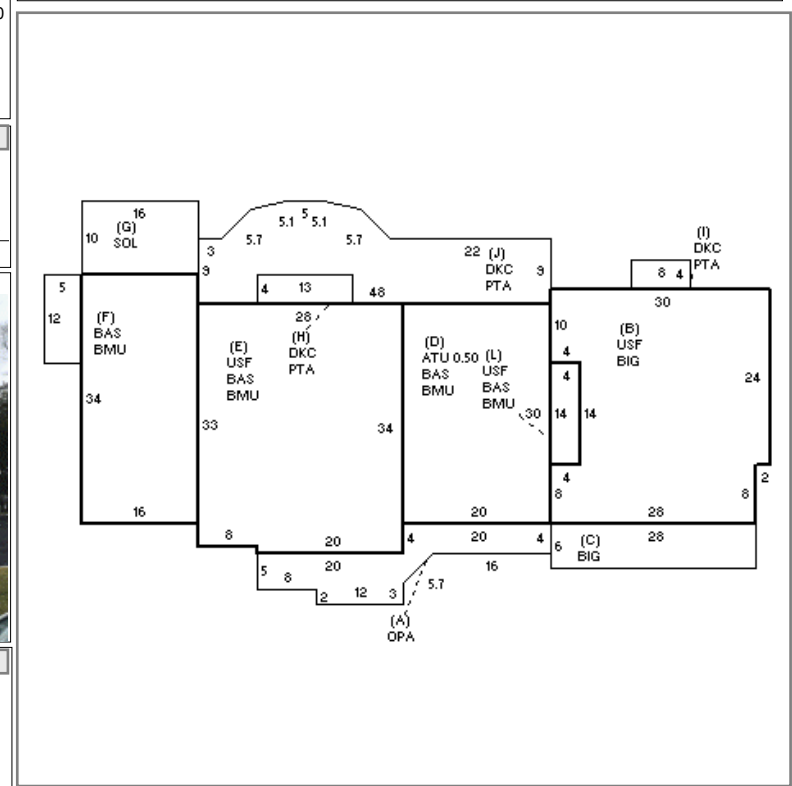 0
16
(G)
SOL
10
5
5.1 5.1
5.7 5.7
3
9
22 (J)
DKC
PTA
9
(I)
DKC
PTA
8 4
5
12
4 13
48
30
(F)
BAS
BMU
28
(H)
DKC
PTA
(E)
USF
BAS
BMU
(D)
ATU 0.50
BAS
BMU
(L)
USF
BAS
BMU
10
(B)
USF
BIG
4
4
24
34
33
34
30
14 14
4
8
2
8
16
20
28
8
20
4
20
4
6
(C)
BIG
28
5
8
20
2
12
3
5.7
16
(A)
OPA